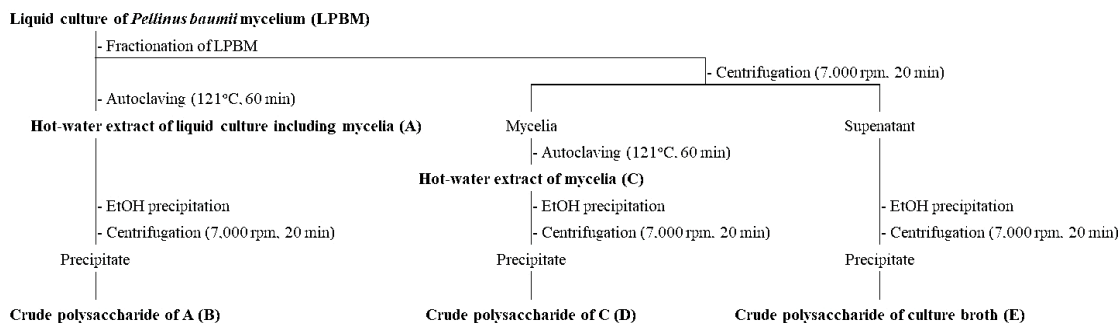 Liquid culture of Pellinus baumii mycelium (LPBM)
- Fractionation of LPBM
- Centrifugation (7,000 rpm, 20 min)
- Autoclaving (121°C, 60 min)
Hot-water extract of liquid culture including mycelia (A)
Mycelia
Supenatant
- Autoclaving (121°C, 60 min)
Hot-water extract of mycelia (C)
- EtOH precipitation
- EtOH precipitation
- EtOH precipitation
- Centrifugation (7,000 rpm, 20 min)
- Centrifugation (7,000 rpm, 20 min)
- Centrifugation (7,000 rpm, 20 min)
Precipitate
Precipitate
Precipitate
Crude polysaccharide of A (B)
Crude polysaccharide of C (D)
Crude polysaccharide of culture broth (E)